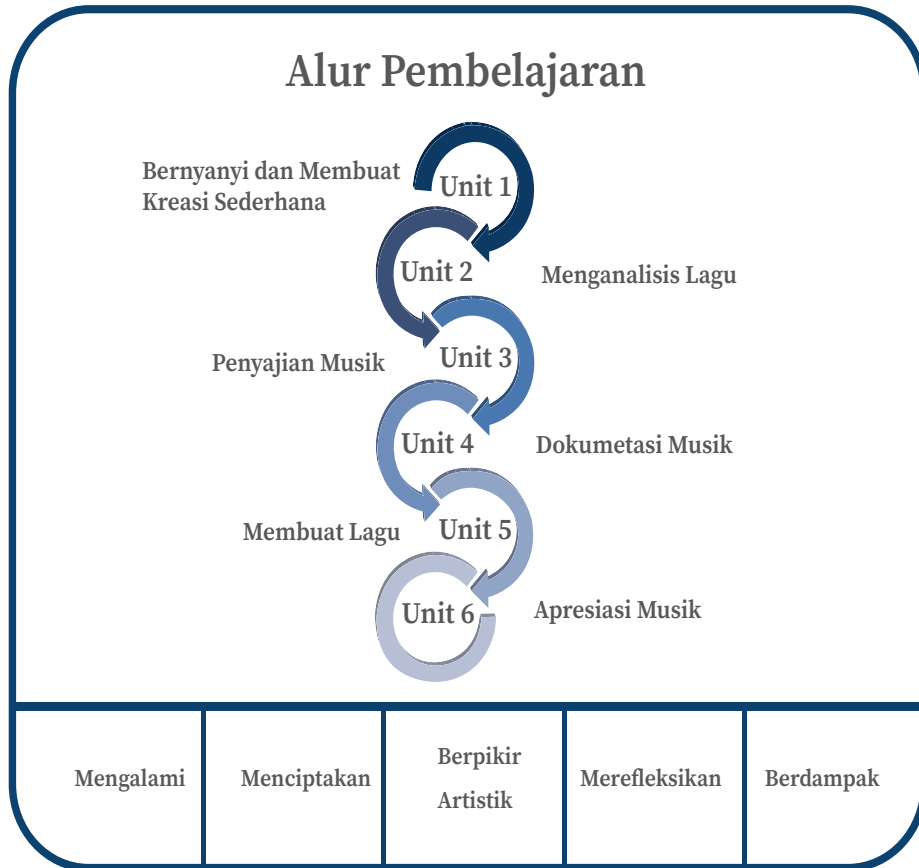 Alur Pembelajaran
Bernyanyi dan Membuat
Kreasi Sederhana
Unit 1
Unit 2
Menganalisis Lagu
Penyajian Musik
Unit 3
Unit 4
Dokumetasi Musik
Membuat Lagu
Unit 5
Unit 6
Apresiasi Musik
Mengalami
Menciptakan
Berpikir
Artistik
Merefleksikan
Berdampak